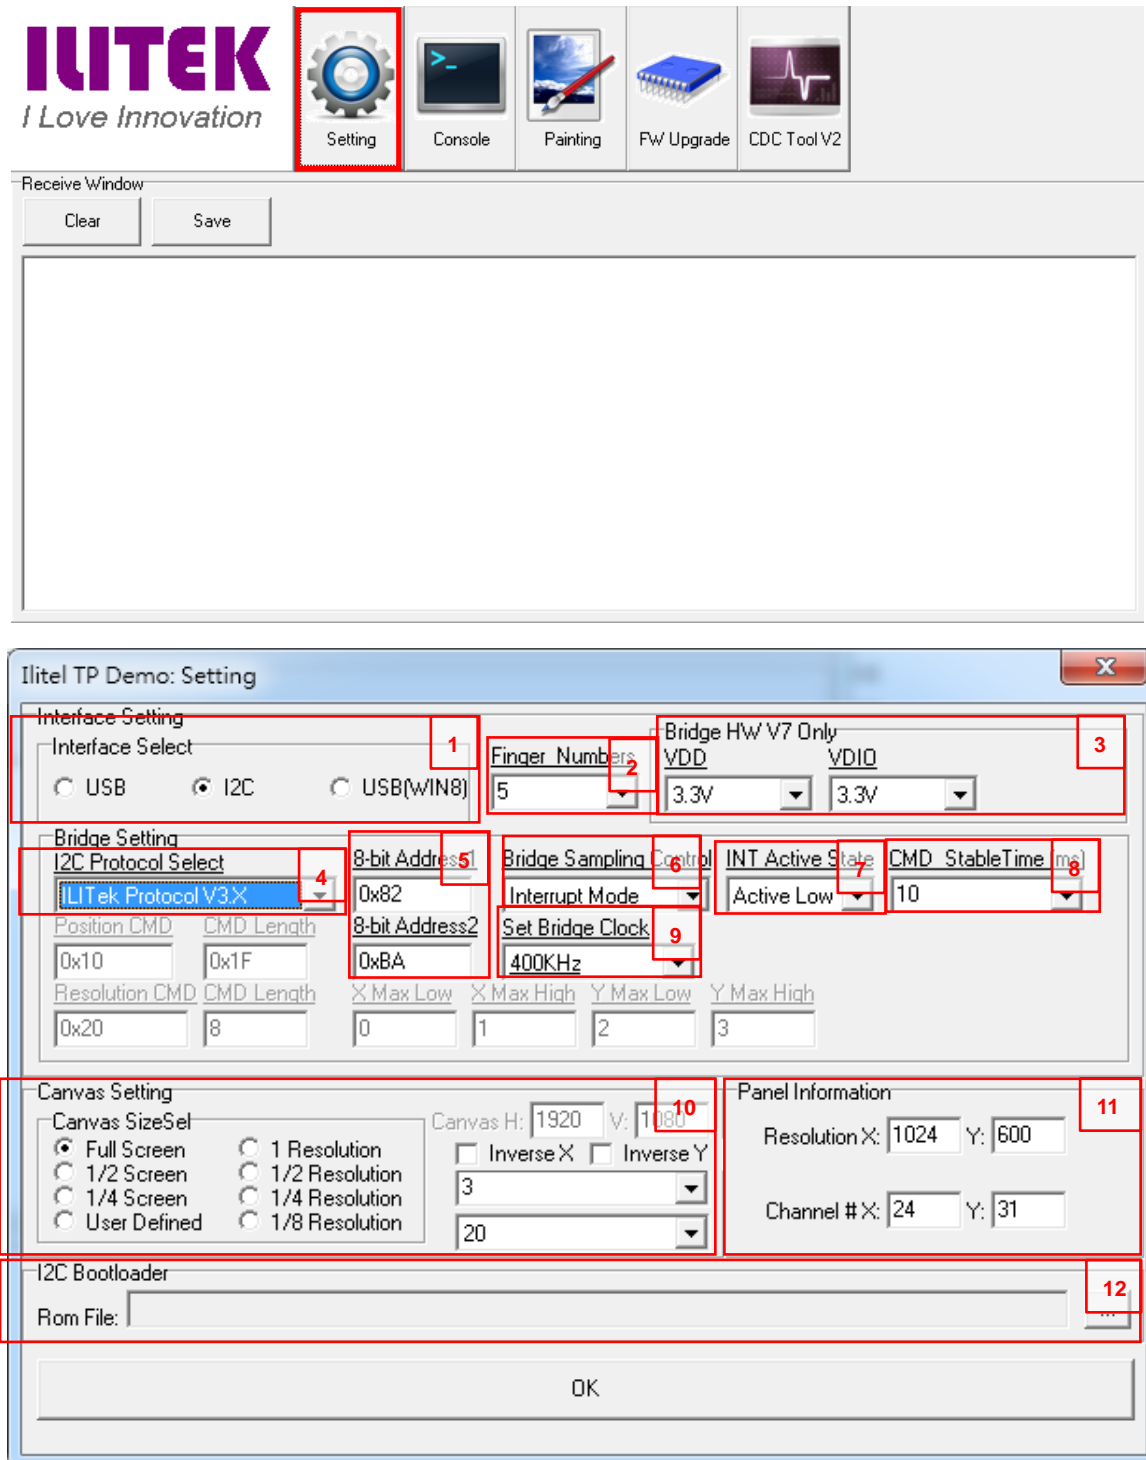 ILITEK
I Love Innovation
Setting
Console
>_
Painting
FW Upgrade
CDC Tool V2
Receive Window
Clear
Save
Ilitel TP Demo: Setting
x
Interface Setting
Interface Select
1
USB
I2C
USB(WIN8)
Finger Numbers
2
5
Bridge HW V7 Only
3
VDD
VDIO
3.3V
3.3V
Bridge Setting
I2C Protocol Select
4
ILITek Protocol V3.X
8-bit Address1
5
0x82
8-bit Address2
0xBA
Bridge Sampling Control
6
Interrupt Mode
INT Active State
7
Active Low
CMD StableTime (ms)
8
10
Set Bridge Clock
9
400KHz
Position CMD
CMD Length
0x10
0x1F
Resolution CMD
CMD Length
X Max Low
X Max High
Y Max Low
Y Max High
0x20
8
0
1
2
3
Canvas Setting
10
Canvas SizeSel
Full Screen
1 Resolution
1/2 Screen
1/2 Resolution
1/4 Screen
1/4 Resolution
User Defined
1/8 Resolution
Canvas H: 1920 V: 1080
Inverse X
Inverse Y
3
20
Panel Information
11
Resolution X: 1024 Y: 600
Channel # X: 24 Y: 31
I2C Bootloader
12
Rom File:
...
OK